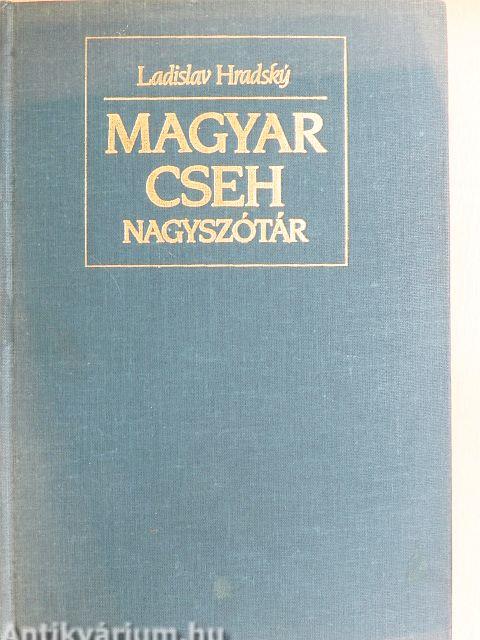 Ladislav Hradský
MAGYAR
CSEH
NAGYSZÓTÁR
Antikvárium.hu